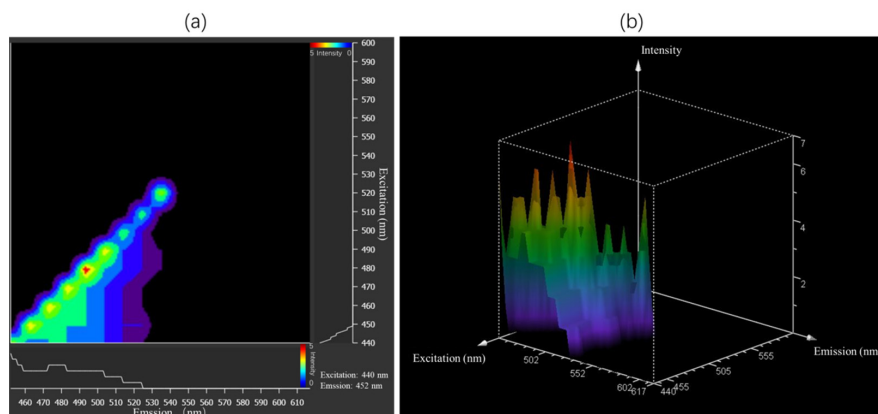 (a)
(b)
5 Intensity 0
600
590
580
570
560
550
540
530
520
510
500
490
480
470
460
450
440
Excitation (nm)
5
Intensity
0
Excitation: 440 nm
Emssion: 452 nm
460 470 480 490 500 510 520 530 540 550 560 570 580 590 600 610
Emssion (nm)
Intensity
7
6
4
2
Excitation (nm)
502
552
602
617
440
455
505
555
Emission (nm)